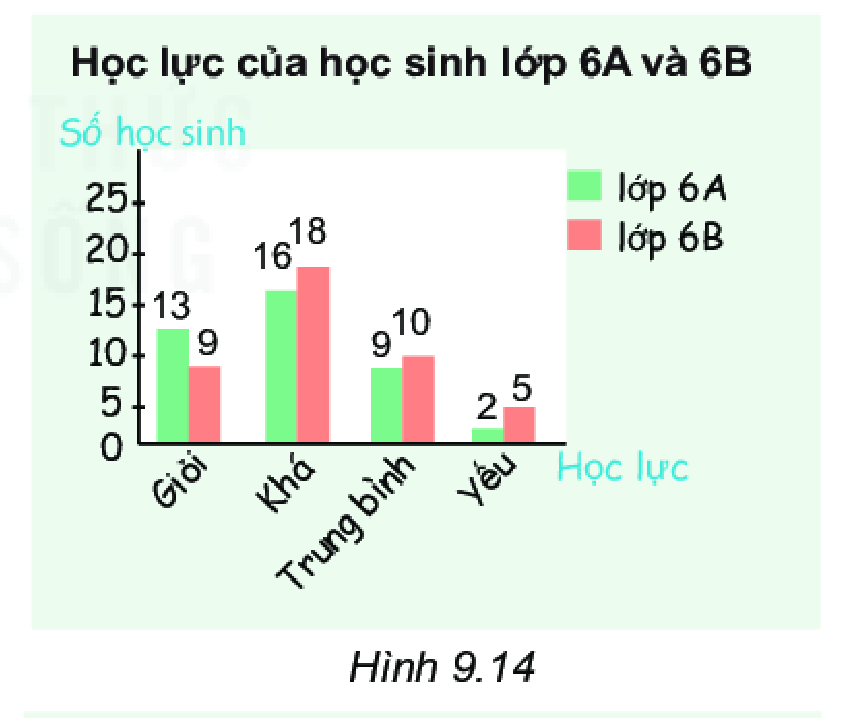 Học lực của học sinh lớp 6A và 6B
Số học sinh
lớp 6A
lớp 6B
25
20
15
10
5
0
13
9
16
18
9
10
2
5
Giỏi
Khá
Trung bình
Yếu
Học lực
Hình 9.14